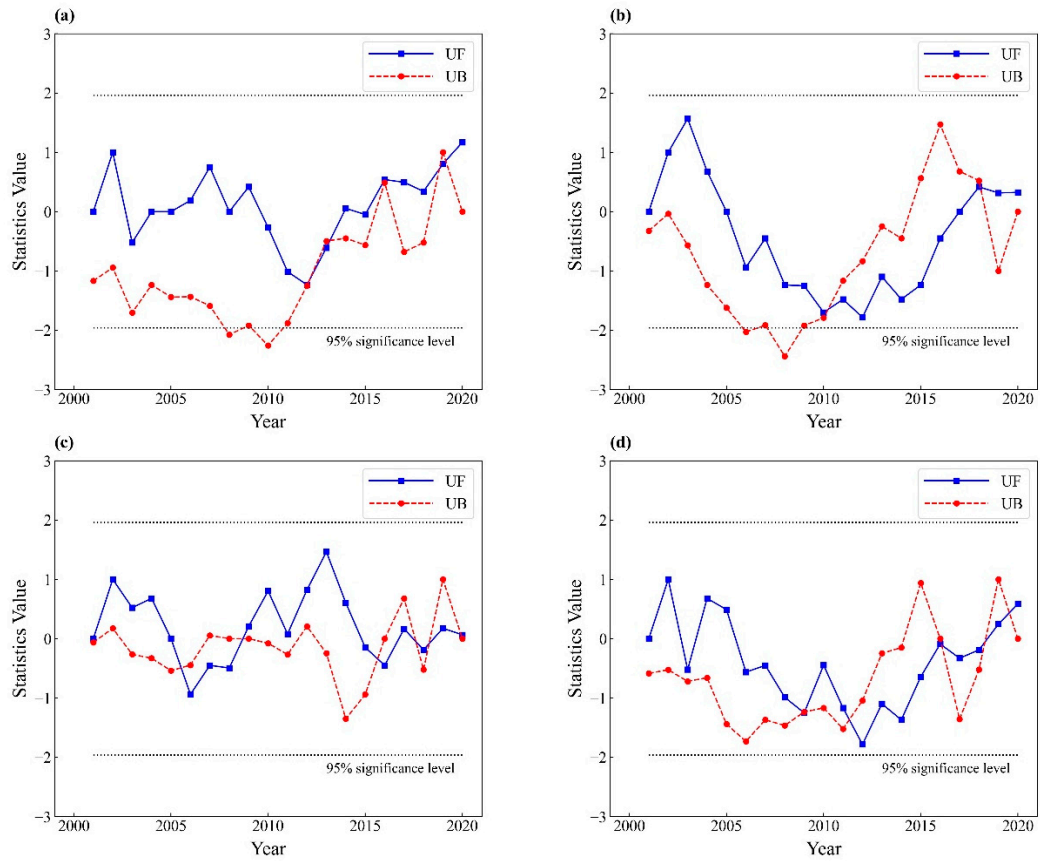 (a)
3
2
1
0
−1
−2
−3
Statistics Value
UF
UB
95% significance level
2000
2005
2010
2015
2020
Year
(b)
3
2
1
0
−1
−2
−3
Statistics Value
UF
UB
95% significance level
2000
2005
2010
2015
2020
Year
(c)
3
2
1
0
−1
−2
−3
Statistics Value
UF
UB
95% significance level
2000
2005
2010
2015
2020
Year
(d)
3
2
1
0
−1
−2
−3
Statistics Value
UF
UB
95% significance level
2000
2005
2010
2015
2020
Year